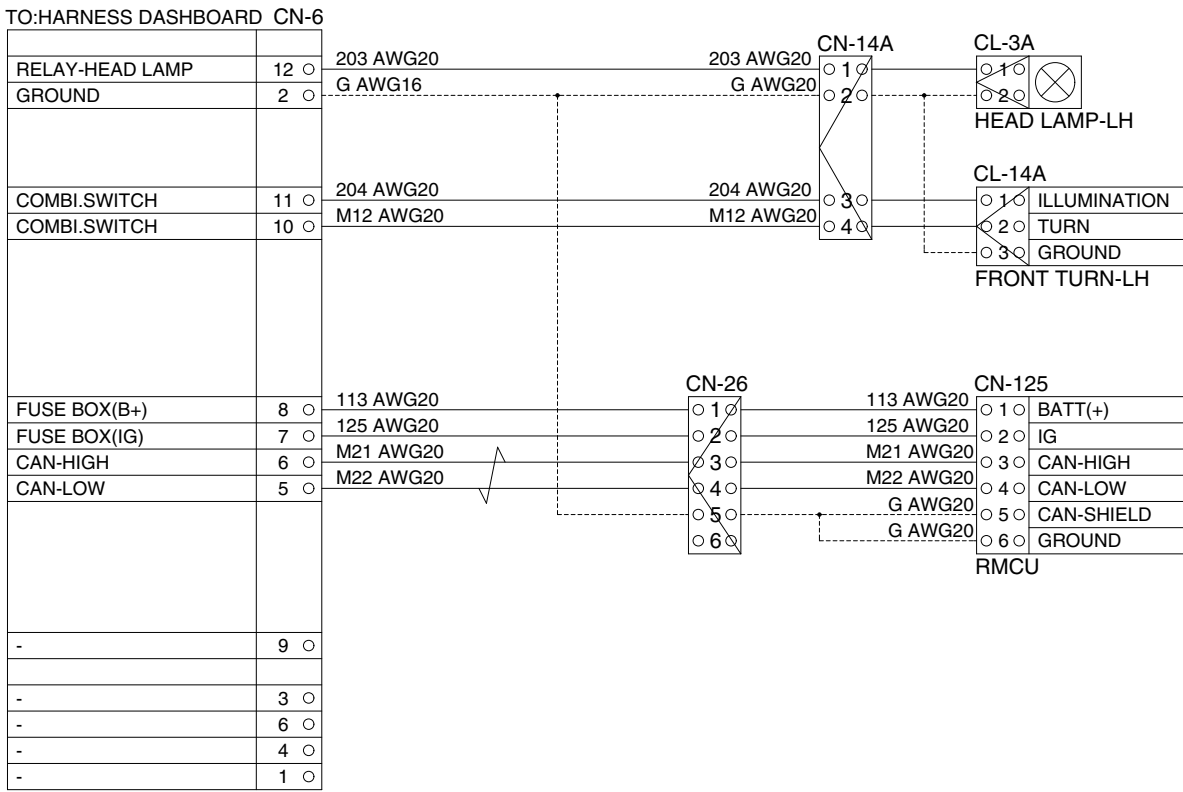 TO:HARNESS DASHBOARD CN-6
RELAY-HEAD LAMP 12 203 AWG20 203 AWG20 CN-14A 1 CL-3A 1
GROUND 2 G AWG16 G AWG20 2 2
HEAD LAMP-LH
CL-14A
COMBI.SWITCH 11 204 AWG20 204 AWG20 3 1 ILLUMINATION
COMBI.SWITCH 10 M12 AWG20 M12 AWG20 4 2 TURN
3 GROUND
FRONT TURN-LH
CN-26 CN-125
FUSE BOX(B+) 8 113 AWG20 1 113 AWG20 1 BATT(+)
FUSE BOX(IG) 7 125 AWG20 2 125 AWG20 2 IG
CAN-HIGH 6 M21 AWG20 3 M21 AWG20 3 CAN-HIGH
CAN-LOW 5 M22 AWG20 4 M22 AWG20 4 CAN-LOW
5 G AWG20 5 CAN-SHIELD
6 G AWG20 6 GROUND
RMCU
- 9
- 3
- 6
- 4
- 1